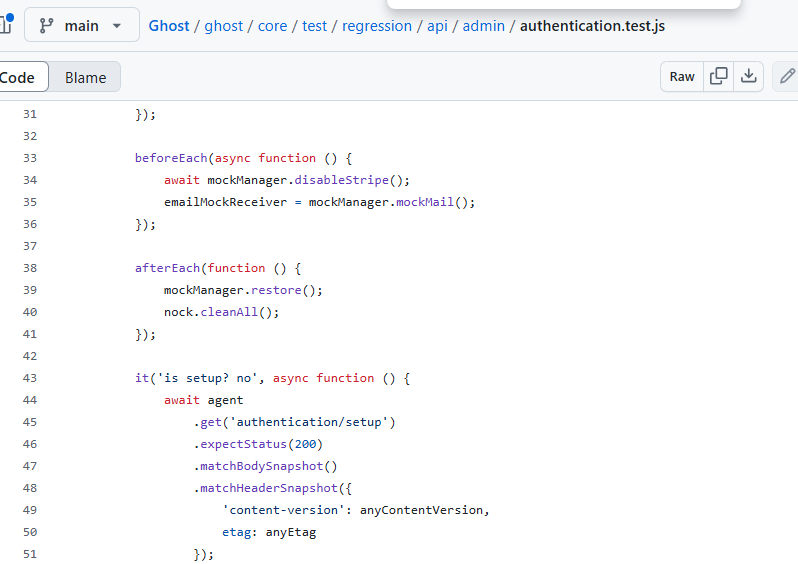 main
Ghost / ghost / core / test / regression / api / admin / authentication.test.js
Code Blame Raw
31 });
32
33 beforeEach(async function () {
34 await mockManager.disableStripe();
35 emailMockReceiver = mockManager.mockMail();
36 });
37
38 afterEach(function () {
39 mockManager.restore();
40 nock.cleanAll();
41 });
42
43 it('is setup? no', async function () {
44 await agent
45 .get('authentication/setup')
46 .expectStatus(200)
47 .matchBodySnapshot()
48 .matchHeaderSnapshot({
49 'content-version': anyContentVersion,
50 etag: anyEtag
51 });